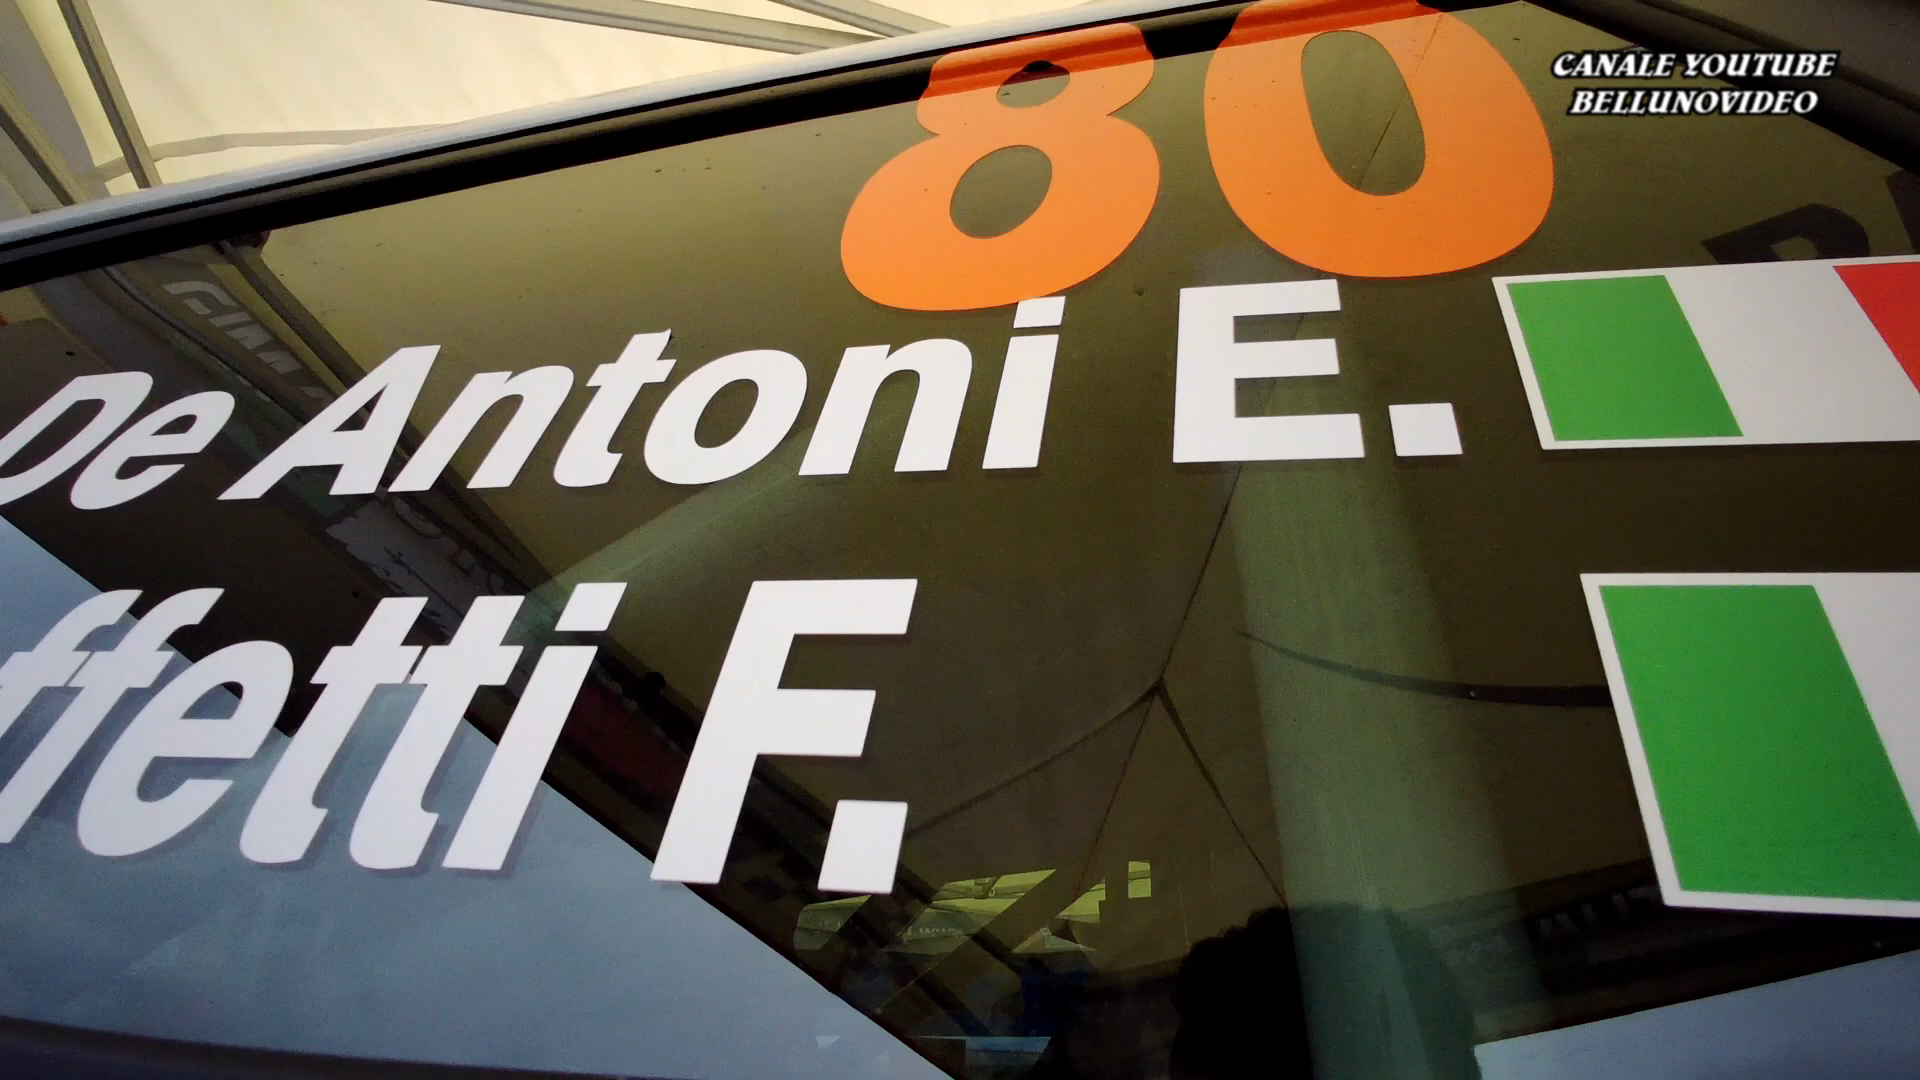 CANALE YOUTUBE
BELLUNOVIDEO
80
De Antoni E.
ffetti F.